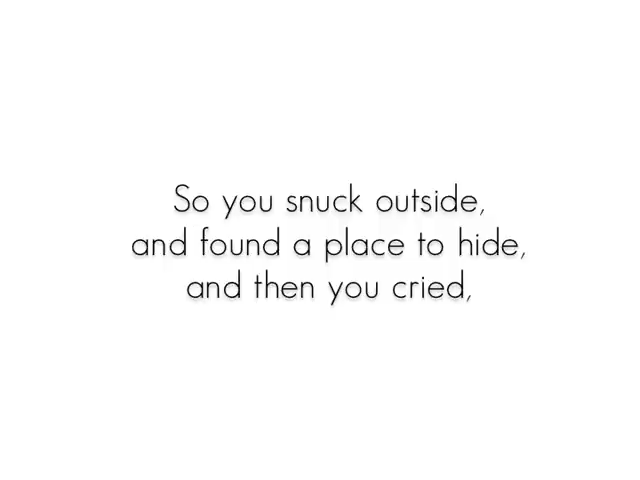 So you snuck outside,
and found a place to hide,
and then you cried,